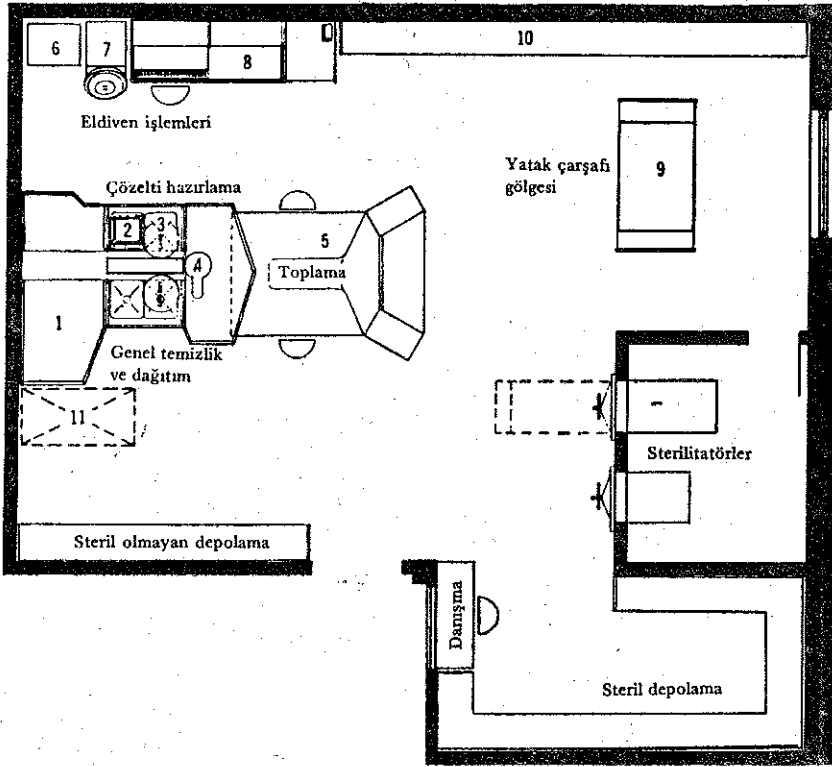 6
7
8
10
Eldiven işlemleri
Yatak çarşafı
gölgesi
9
Çözelti hazırlama
2
3
4
5
Toplama
1
Genel temizlik
ve dağıtım
11
Sterilitatörler
Steril olmayan depolama
Danışma
Steril depolama